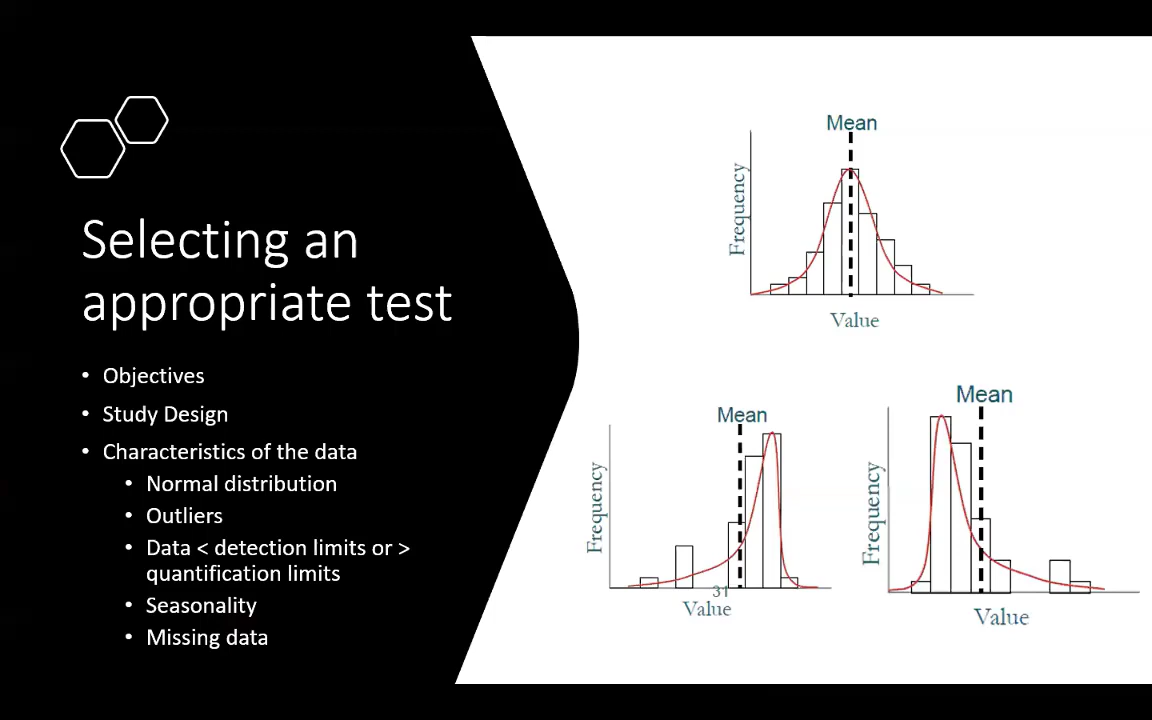 Selecting an
appropriate test
• Objectives
• Study Design
• Characteristics of the data
• Normal distribution
• Outliers
• Data < detection limits or >
quantification limits
• Seasonality
• Missing data
Mean
Frequency
Value
Mean
Frequency
31
Value
Mean
Frequency
Value